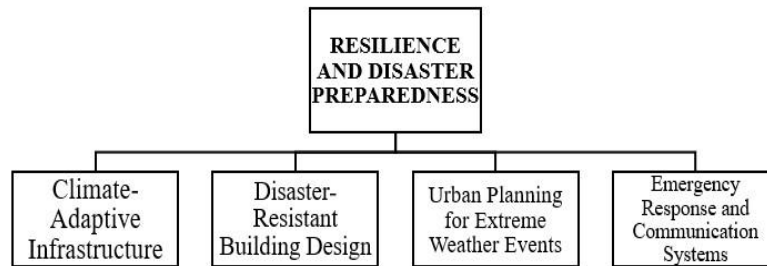 RESILIENCE
AND DISASTER
PREPAREDNESS
Climate-
Adaptive
Infrastructure
Disaster-
Resistant
Building Design
Urban Planning
for Extreme
Weather Events
Emergency
Response and
Communication
Systems